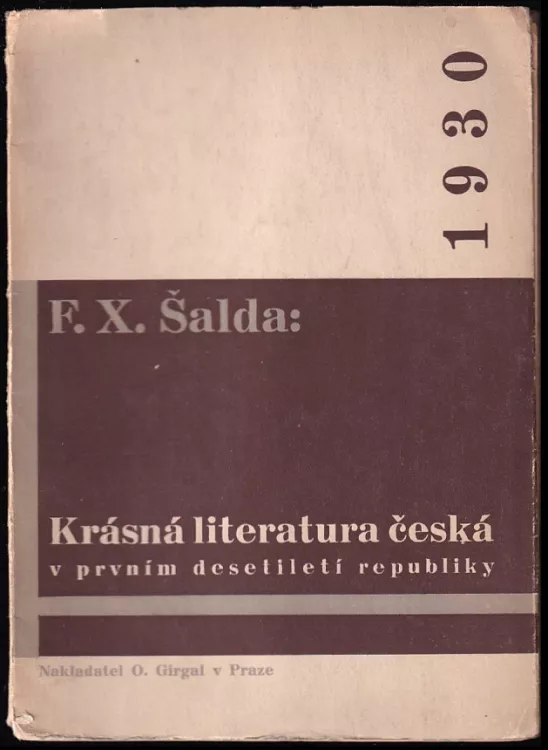 1930
F. X. Šalda:
Krásná literatura česká
v prvním desetiletí republiky
Nakladatel O. Girgal v Praze